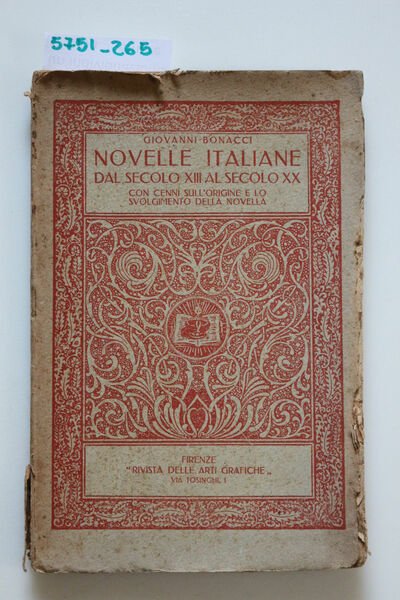 5751-265
GIOVANNI·BONACCI
NOVELLE ITALIANE
DAL SECOLO XIII AL SECOLO XX
CON CENNI SULL'ORIGINE E LO
SVOLGIMENTO DELLA NOVELLA
FIRENZE
"RIVISTA DELLE ARTI GRAFICHE„
VIA TOSINGHI, 1